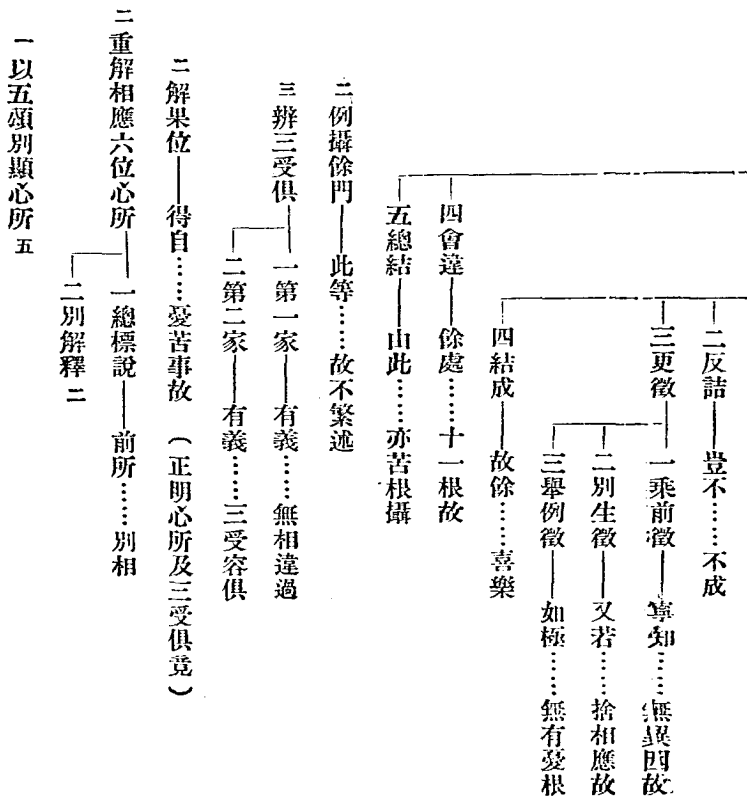 二反詰——豈不……不成
三更徵——一乘前徵——寧知……無異因故
二別生徵——又若……捨相應故
三舉例徵——如極……無有憂根
四結成——故餘……喜樂
四會違——餘處……十一根故
五總結——由此……亦苦根攝
二例攝餘門——此等……故不繁述
三辨三受俱——一第一家——有義……無相違過
二第二家——有義……三受容俱
二解果位——得自……憂苦事故　(正明心所及三受俱竟)
二重解相應六位心所——一總標說——前所……別相
二別解釋 二
一以五頌別顯心所 五